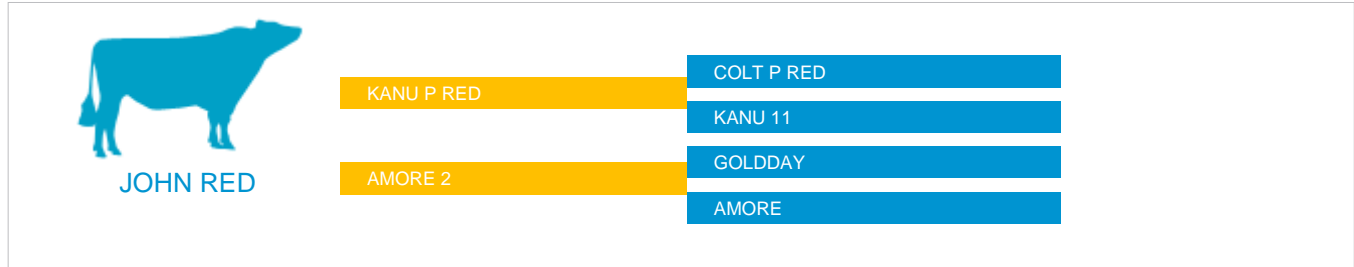 JOHN RED
KANU P RED
AMORE 2
COLT P RED
KANU 11
GOLDDAY
AMORE